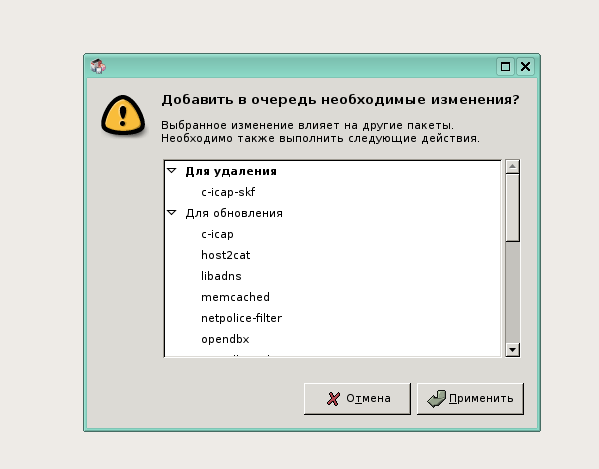 Добавить в очередь необходимые изменения?
Выбранное изменение влияет на другие пакеты.
Необходимо также выполнить следующие действия.
Для удаления
c-icap-skf
Для обновления
c-icap
host2cat
libadns
memcached
netpolice-filter
opendbx
Отмена
Применить